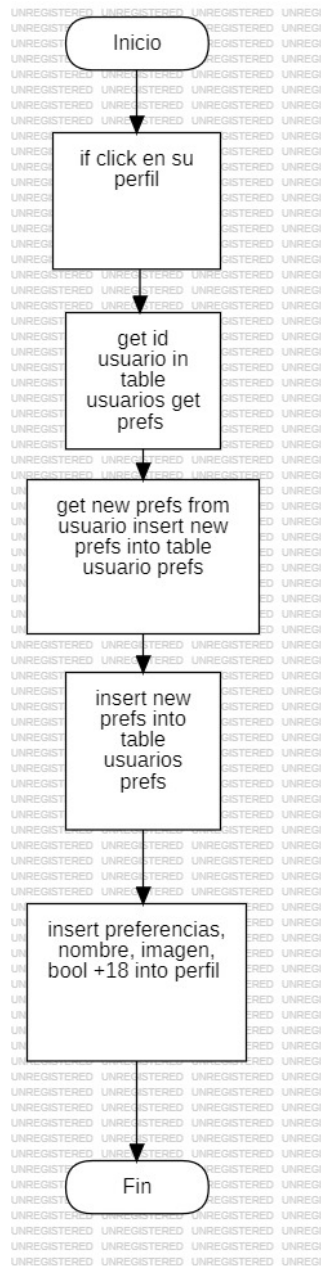 Inicio
if click en su
perfil
get id
usuario in
table
usuarios get
prefs
get new prefs from
usuario insert new
prefs into table
usuario prefs
insert new
prefs into
table
usuarios
prefs
insert preferencias,
nombre, imagen,
bool +18 into perfil
Fin
UNREGISTERED